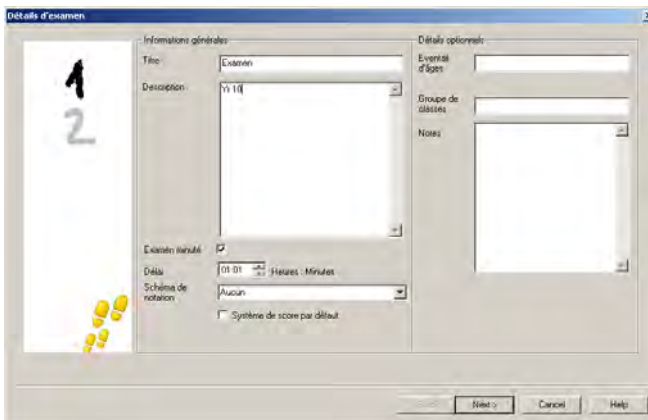 Détails d'examen
1
2
Informations générales
Titre
Examen
Description
Yr 10
Examen minuté
Délai
01:01
Heures : Minutes
Schéma de notation
Aucun
Système de score par défaut
Détails optionnels
Eventail d'âges
Groupe de classes
Notes
Next >
Cancel
Help